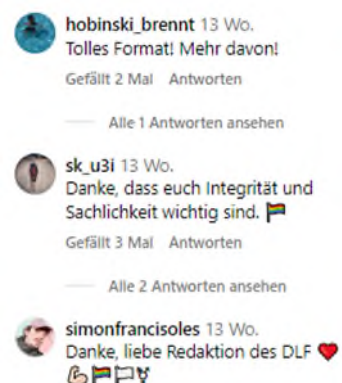 hobinski_brennt 13 Wo.
Tolles Format! Mehr davon!
Gefällt 2 Mal Antworten
Alle 1 Antworten ansehen
sk_u3i 13 Wo.
Danke, dass euch Integrität und
Sachlichkeit wichtig sind. 🏳️‍🌈
Gefällt 3 Mal Antworten
Alle 2 Antworten ansehen
simonfrancisoles 13 Wo.
Danke, liebe Redaktion des DLF ❤️
💪🏻🏳️‍🌈🏳️⚧